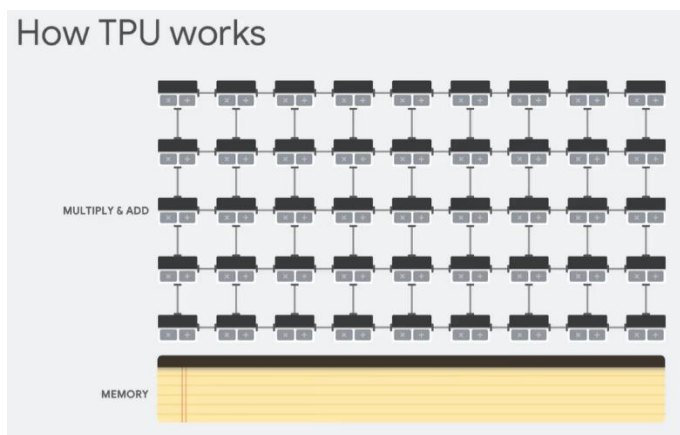 How TPU works
× + × + × + × + × + × + × + × + × +
× + × + × + × + × + × + × + × + × +
MULTIPLY & ADD
× + × + × + × + × + × + × + × + × +
× + × + × + × + × + × + × + × + × +
× + × + × + × + × + × + × + × + × +
MEMORY